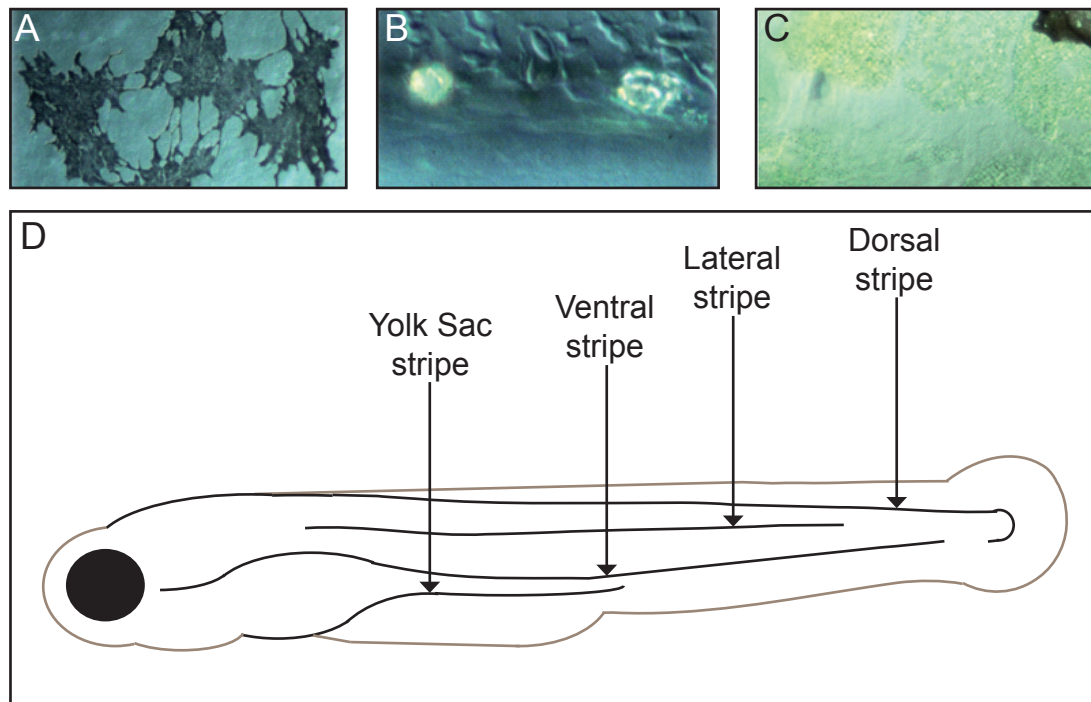 A
B
C
D
Yolk Sac
stripe
Ventral
stripe
Lateral
stripe
Dorsal
stripe